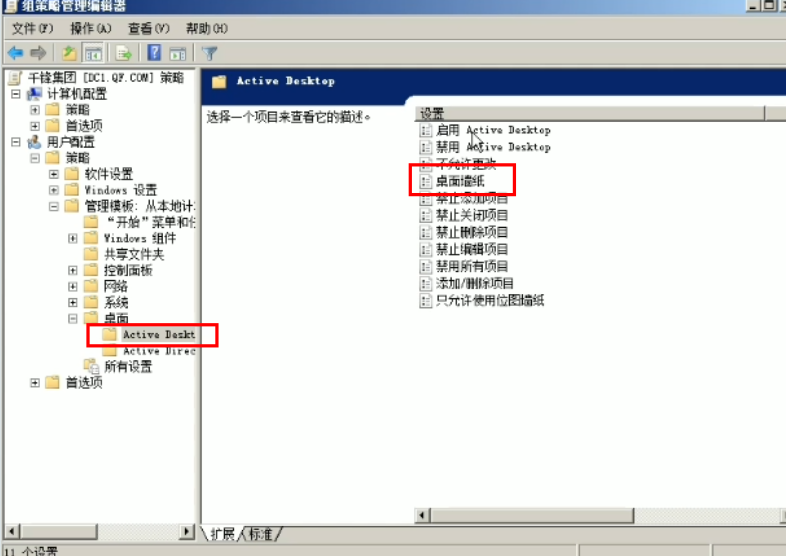 组策略管理编辑器
文件(F) 操作(A) 查看(V) 帮助(H)
千锋集团 [DC1.QF.COM] 策略
计算机配置
策略
首选项
用户配置
策略
软件设置
Windows 设置
管理模板: 从本地计
“开始”菜单和任
Windows 组件
共享文件夹
控制面板
网络
系统
桌面
Active Deskt
Active Direc
所有设置
首选项
Active Desktop
选择一个项目来查看它的描述。
设置
启用 Active Desktop
禁用 Active Desktop
不允许更改
桌面墙纸
禁止添加项目
禁止关闭项目
禁止删除项目
禁止编辑项目
禁用所有项目
添加/删除项目
只允许使用位图墙纸
扩展 标准
11 个设置